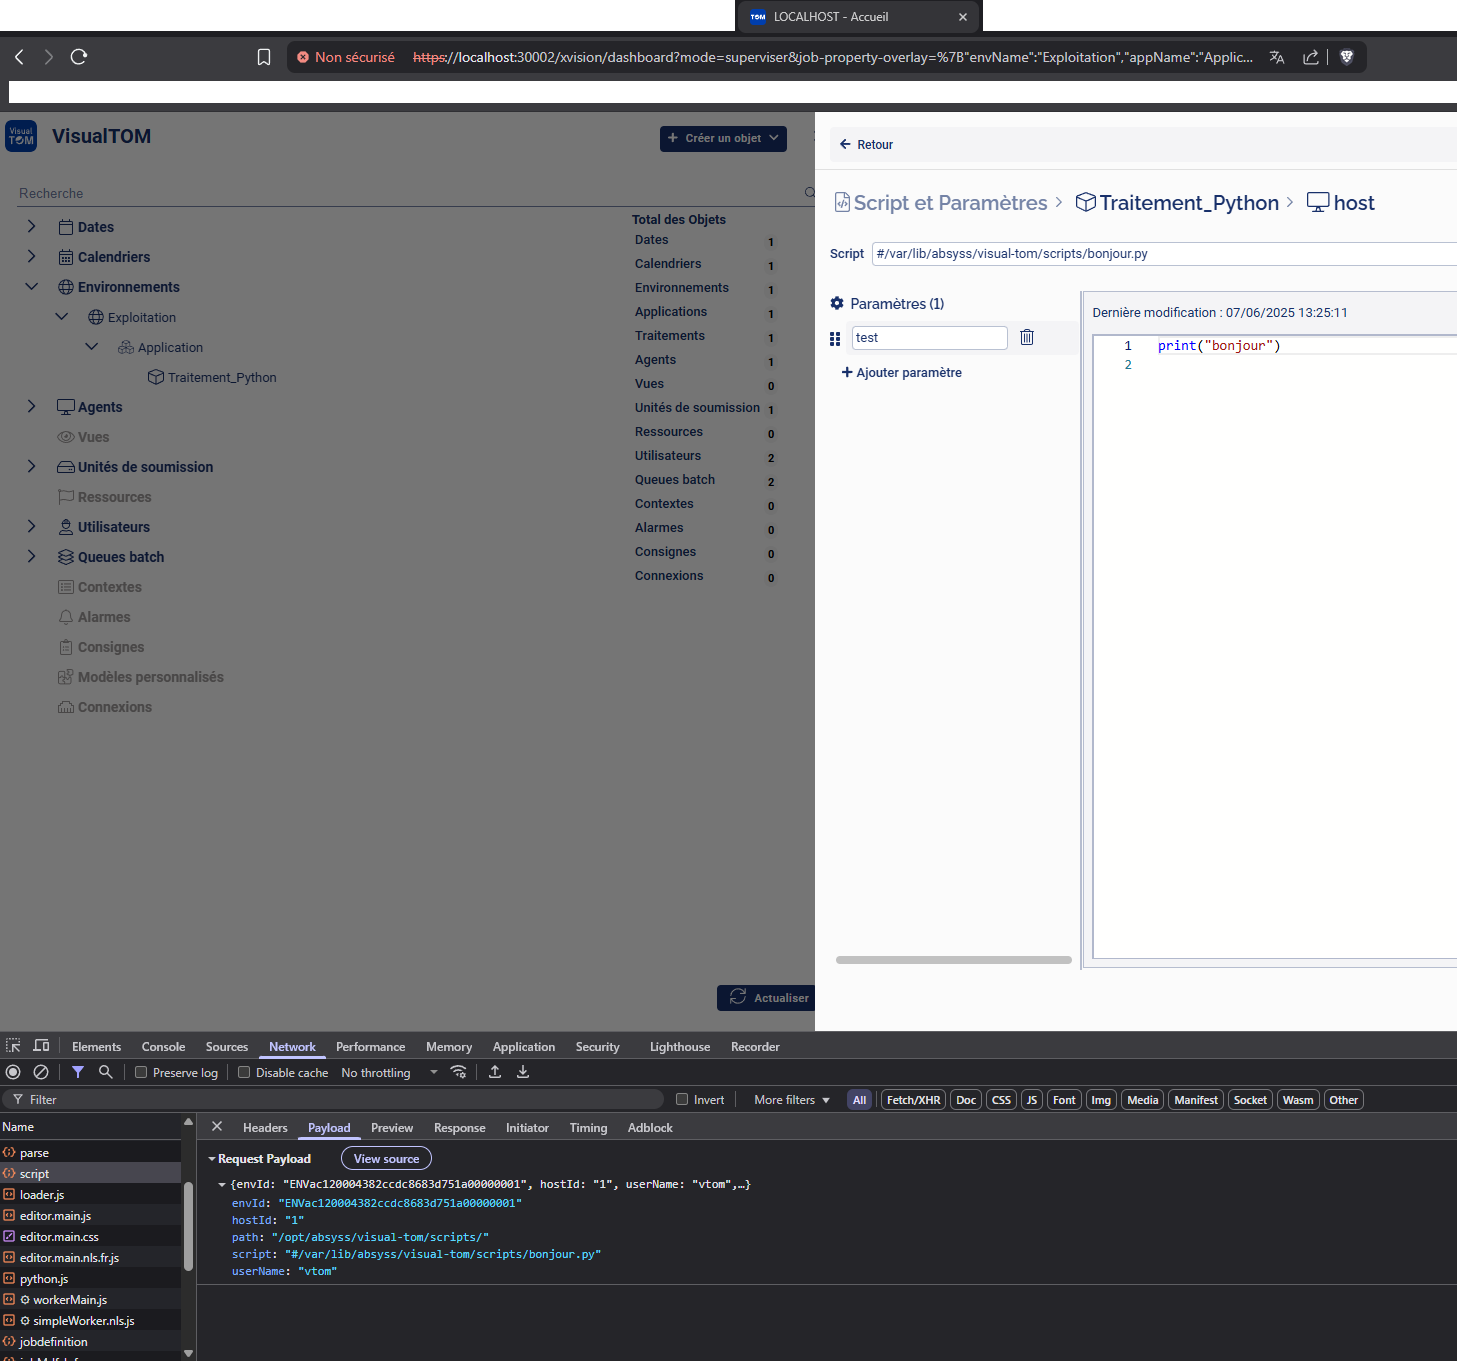 TOM LOCALHOST - Accueil
Non sécurisé https://localhost:30002/xvision/dashboard?mode=superviser&job-property-overlay=%7B"envName":"Exploitation","appName":"Applic...
Visual TOM
VisualTOM
Créer un objet
Recherche
Dates
Calendriers
Environnements
Exploitation
Application
Traitement_Python
Agents
Vues
Unités de soumission
Ressources
Utilisateurs
Queues batch
Contextes
Alarmes
Consignes
Modèles personnalisés
Connexions
Total des Objets
Dates 1
Calendriers 1
Environnements 1
Applications 1
Traitements 1
Agents 1
Vues 0
Unités de soumission 1
Ressources 0
Utilisateurs 2
Queues batch 2
Contextes 0
Alarmes 0
Consignes 0
Connexions 0
Actualiser
Retour
Script et Paramètres > Traitement_Python > host
Script #/var/lib/absyss/visual-tom/scripts/bonjour.py
Paramètres (1)
test
+ Ajouter paramètre
Dernière modification : 07/06/2025 13:25:11
1 print("bonjour")
2
Elements Console Sources Network Performance Memory Application Security Lighthouse Recorder
Preserve log Disable cache No throttling
Filter Invert More filters All Fetch/XHR Doc CSS JS Font Img Media Manifest Socket Wasm Other
Name
parse
script
loader.js
editor.main.js
editor.main.css
editor.main.nls.fr.js
python.js
workerMain.js
simpleWorker.nls.js
jobdefinition
Headers Payload Preview Response Initiator Timing Adblock
Request Payload View source
{envId: "ENVac120004382ccdc8683d751a00000001", hostId: "1", userName: "vtom",…}
envId: "ENVac120004382ccdc8683d751a00000001"
hostId: "1"
path: "/opt/absyss/visual-tom/scripts/"
script: "#/var/lib/absyss/visual-tom/scripts/bonjour.py"
userName: "vtom"